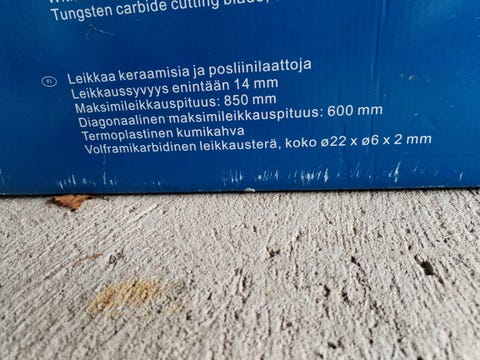 Tungsten carbide cutting blade,
FI
Leikkaa keraamisia ja posliinilaattoja
Leikkaussyvyys enintään 14 mm
Maksimileikkauspituus: 850 mm
Diagonaalinen maksimileikkauspituus: 600 mm
Termoplastinen kumikahva
Volframikarbidinen leikkausterä, koko ø22 x ø6 x 2 mm